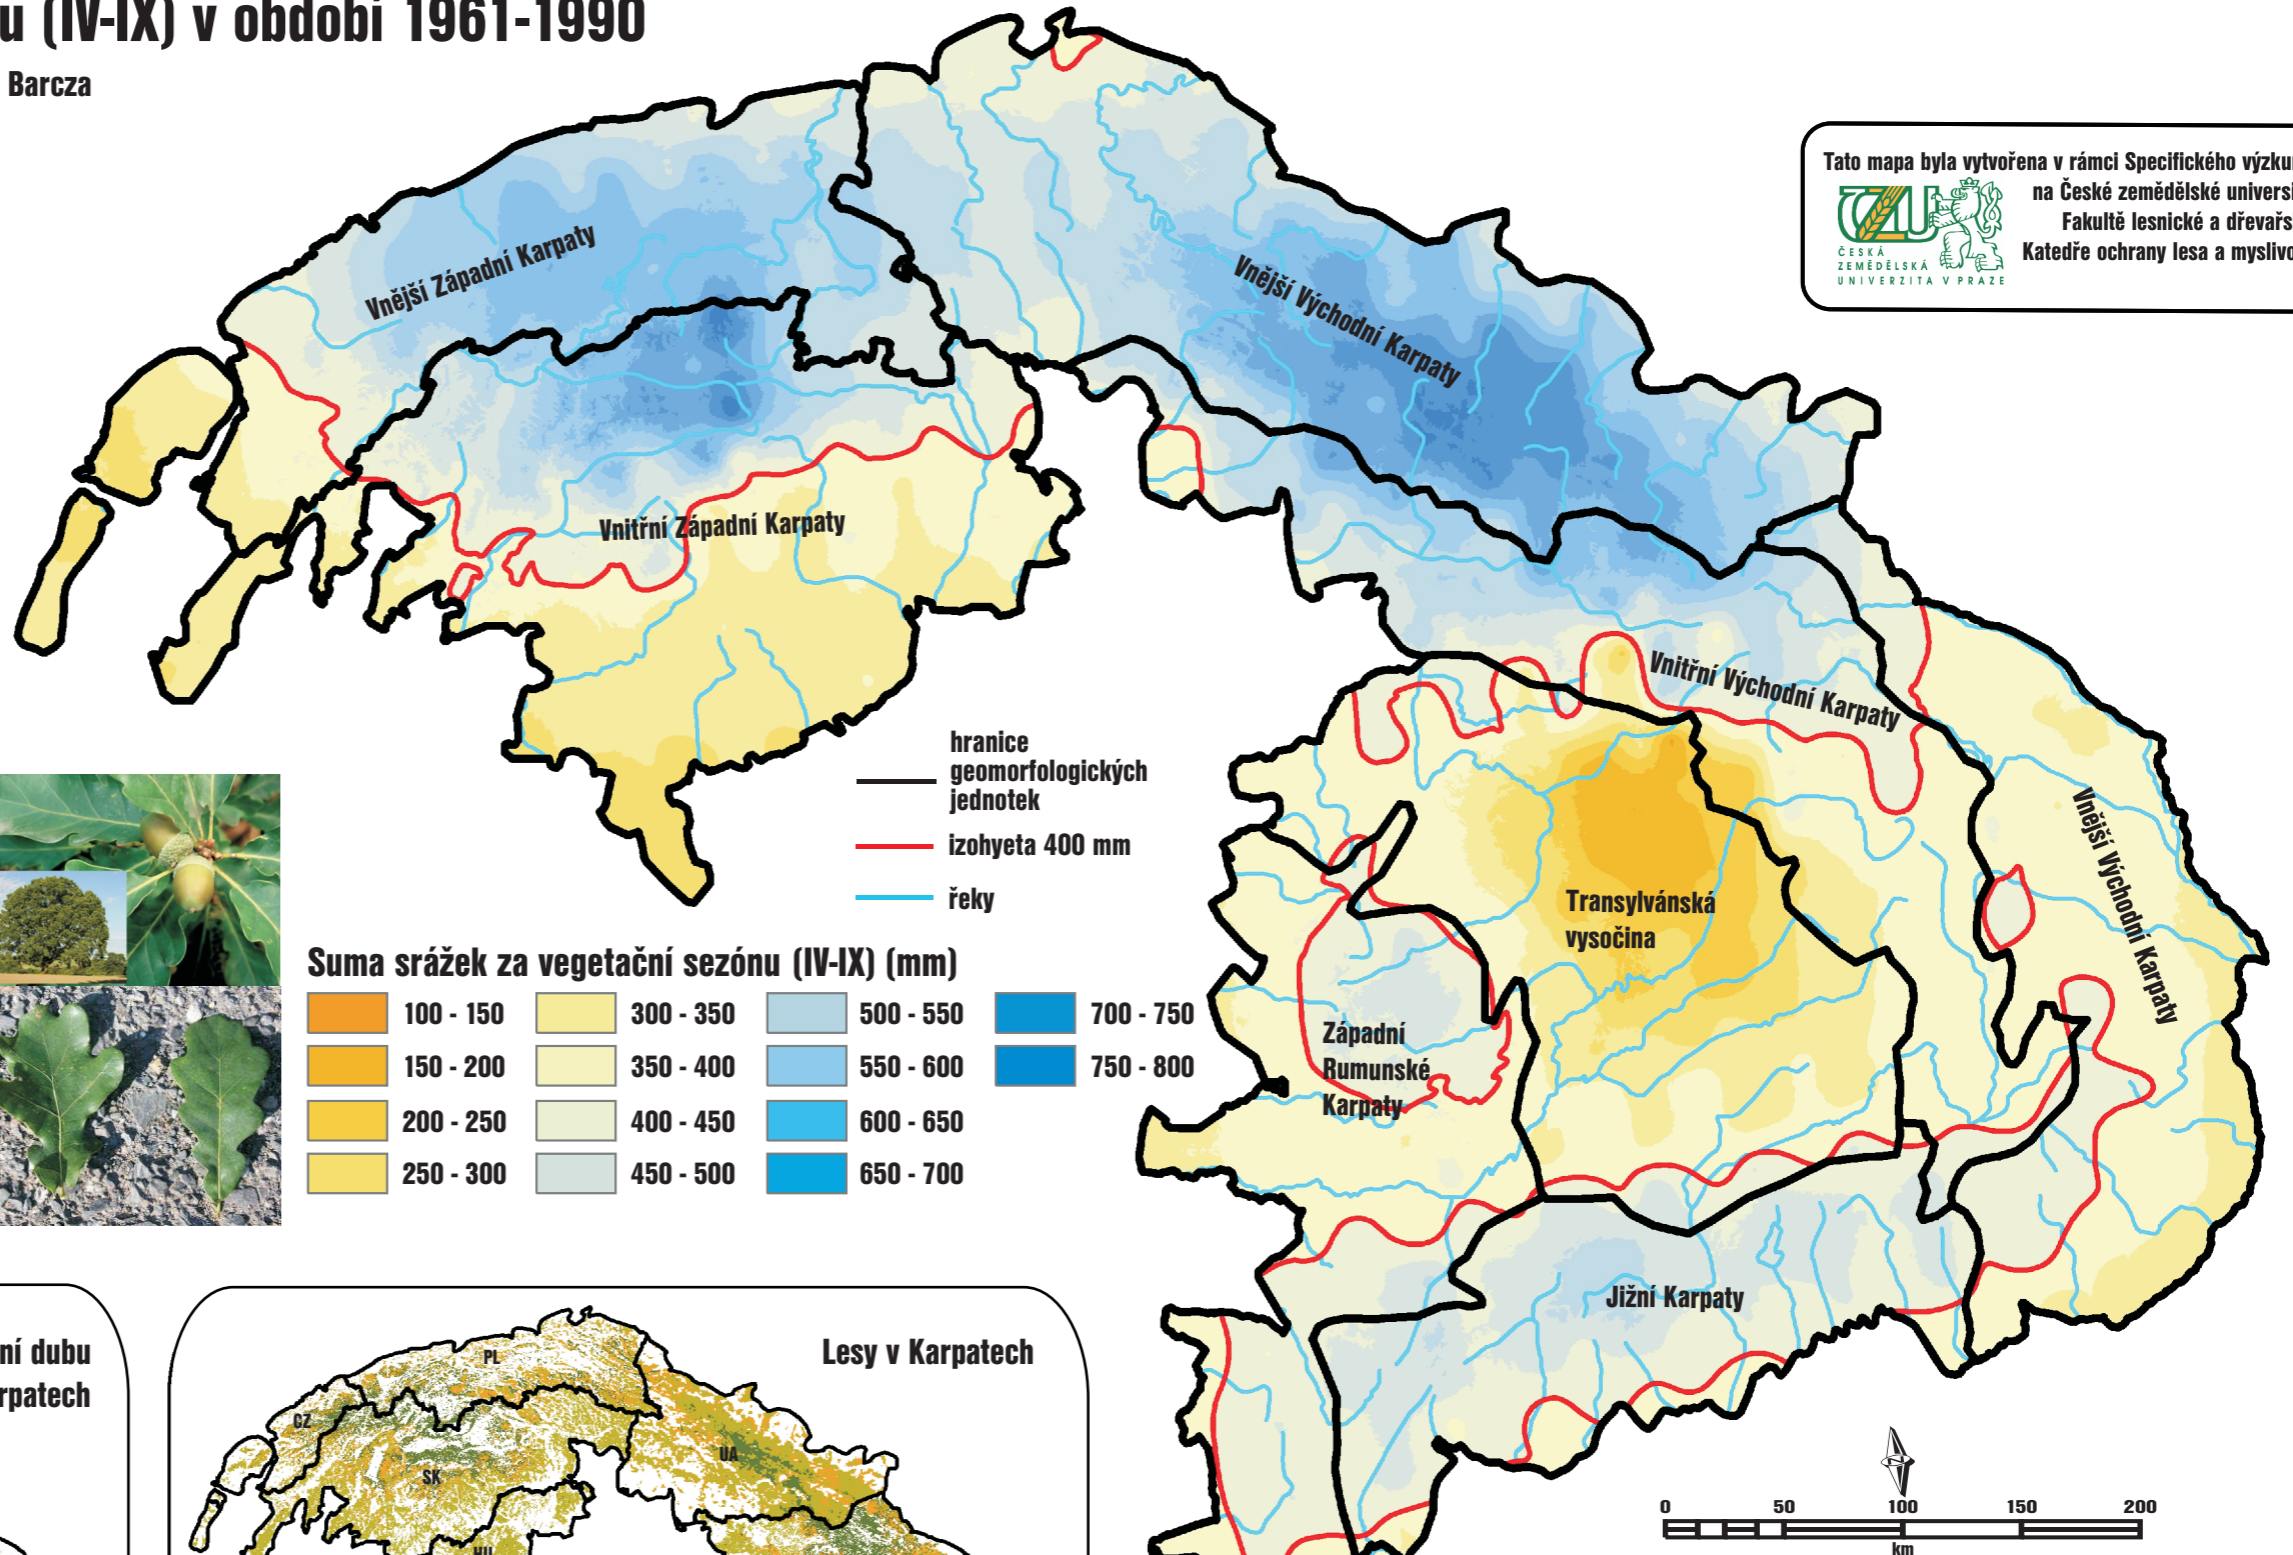 u (IV-IX) v období 1961-1990
Barcza
Tato mapa byla vytvořena v rámci Specifického výzku
na České zemědělské univers
Fakultě lesnické a dřevařs
Katedře ochrany lesa a mysliv
ČZU
ČESKÁ
ZEMĚDĚLSKÁ
UNIVERZITA V PRAZE
Vnější Západní Karpaty
Vnější Východní Karpaty
Vnitřní Západní Karpaty
Vnitřní Východní Karpaty
Vnější Východní Karpaty
Transylvánská
vysočina
Západní
Rumunské
Karpaty
Jižní Karpaty
hranice
geomorfologických
jednotek
izohyeta 400 mm
řeky
Suma srážek za vegetační sezónu (IV-IX) (mm)
100 - 150
150 - 200
200 - 250
250 - 300
300 - 350
350 - 400
400 - 450
450 - 500
500 - 550
550 - 600
600 - 650
650 - 700
700 - 750
750 - 800
ní dubu
rpatech
Lesy v Karpatech
PL
CZ
SK
UA
HU
0 50 100 150 200
km